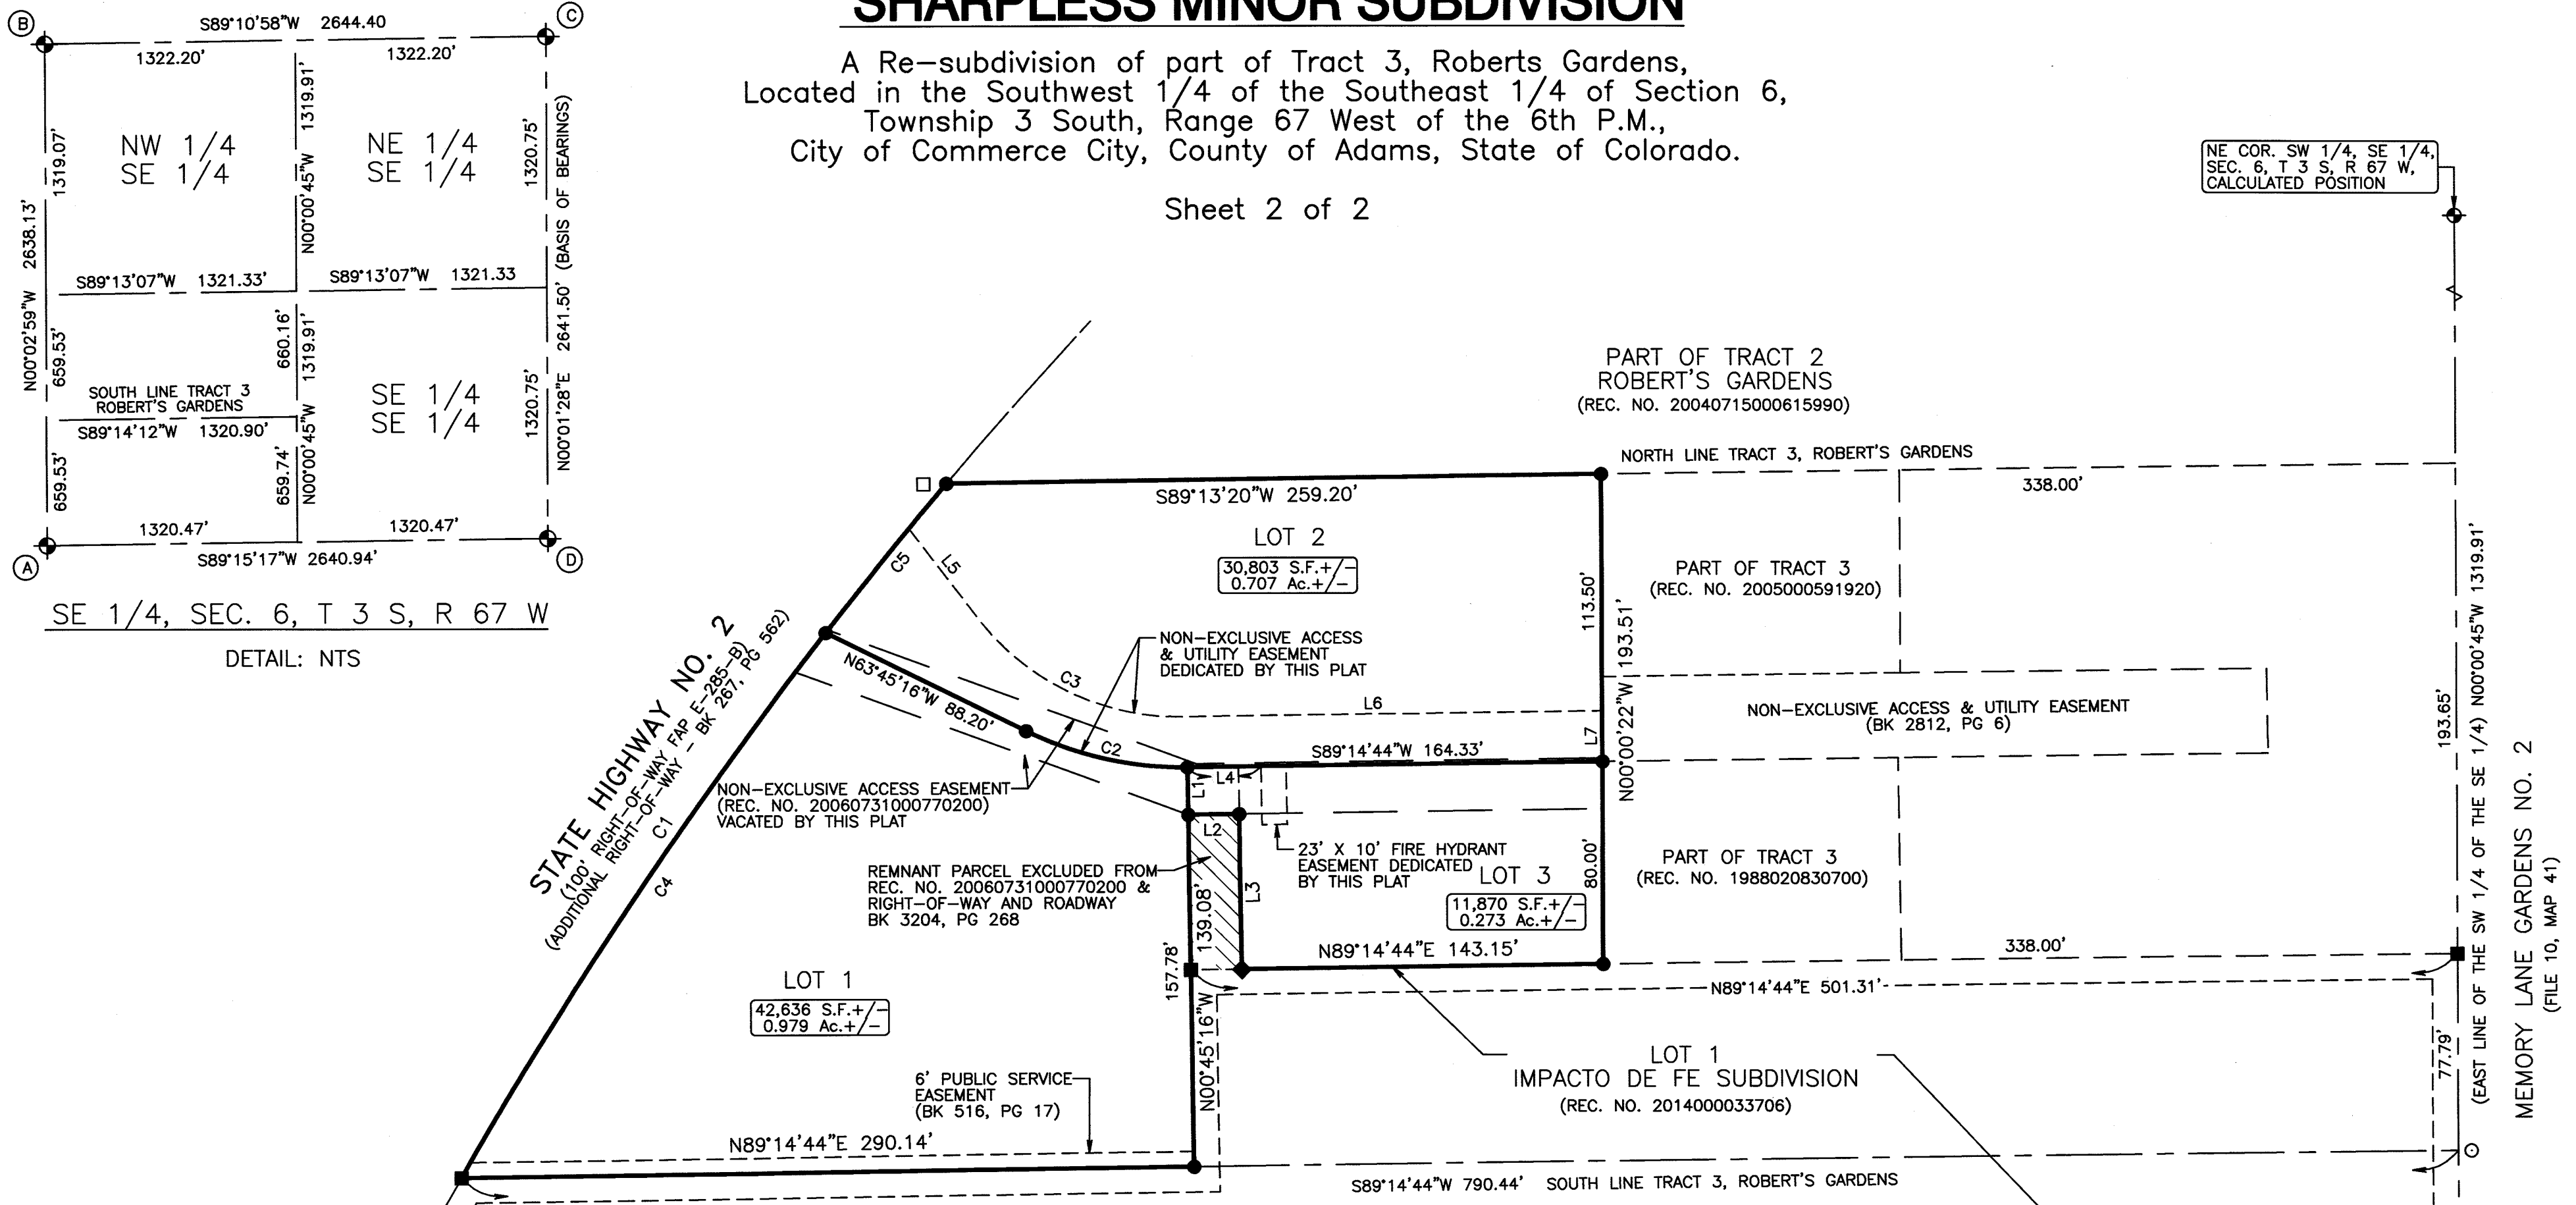 SHARPLESS MINOR SUBDIVISION
A Re-subdivision of part of Tract 3, Roberts Gardens,
Located in the Southwest 1/4 of the Southeast 1/4 of Section 6,
Township 3 South, Range 67 West of the 6th P.M.,
City of Commerce City, County of Adams, State of Colorado.
Sheet 2 of 2
B
S89°10'58"W 2644.40
C
1322.20'
1322.20'
N00°02'59"W 2638.13'
1319.07'
NW 1/4
SE 1/4
N00°00'45"W 1319.91'
NE 1/4
SE 1/4
1320.75'
N00°01'28"E 2641.50' (BASIS OF BEARINGS)
S89°13'07"W 1321.33'
S89°13'07"W 1321.33
659.53'
660.16'
N00°00'45"W 1319.91'
SOUTH LINE TRACT 3
ROBERT'S GARDENS
S89°14'12"W 1320.90'
SE 1/4
SE 1/4
1320.75'
659.53'
659.74'
1320.47'
1320.47'
A
S89°15'17"W 2640.94'
D
SE 1/4, SEC. 6, T 3 S, R 67 W
DETAIL: NTS
NE COR. SW 1/4, SE 1/4,
SEC. 6, T 3 S, R 67 W,
CALCULATED POSITION
PART OF TRACT 2
ROBERT'S GARDENS
(REC. NO. 20040715000615990)
NORTH LINE TRACT 3, ROBERT'S GARDENS
338.00'
S89°13'20"W 259.20'
LOT 2
30,803 S.F.+/-
0.707 Ac.+/-
C5
L5
113.50'
N00°00'22"W 193.51'
PART OF TRACT 3
(REC. NO. 2005000591920)
NON-EXCLUSIVE ACCESS
& UTILITY EASEMENT
DEDICATED BY THIS PLAT
C3
L6
L7
NON-EXCLUSIVE ACCESS & UTILITY EASEMENT
(BK 2812, PG 6)
N63°45'16"W 88.20'
C2
S89°14'44"W 164.33'
L1
L4
STATE HIGHWAY NO. 2
(100' RIGHT-OF-WAY FAP E-285-B)
(ADDITIONAL RIGHT-OF-WAY - BK 267, PG 562)
C1
C4
NON-EXCLUSIVE ACCESS EASEMENT
(REC. NO. 20060731000770200)
VACATED BY THIS PLAT
L2
L3
23' X 10' FIRE HYDRANT
EASEMENT DEDICATED
BY THIS PLAT
REMNANT PARCEL EXCLUDED FROM
REC. NO. 20060731000770200 &
RIGHT-OF-WAY AND ROADWAY
BK 3204, PG 268
139.08'
LOT 3
11,870 S.F.+/-
0.273 Ac.+/-
80.00'
PART OF TRACT 3
(REC. NO. 1988020830700)
N89°14'44"E 143.15'
338.00'
157.78'
N00°45'16"W
N89°14'44"E 501.31'
LOT 1
42,636 S.F.+/-
0.979 Ac.+/-
6' PUBLIC SERVICE
EASEMENT
(BK 516, PG 17)
N89°14'44"E 290.14'
LOT 1
IMPACTO DE FE SUBDIVISION
(REC. NO. 2014000033706)
S89°14'44"W 790.44' SOUTH LINE TRACT 3, ROBERT'S GARDENS
193.65'
77.79'
(EAST LINE OF THE SW 1/4 OF THE SE 1/4) N00°00'45"W 1319.91'
MEMORY LANE GARDENS NO. 2
(FILE 10, MAP 41)